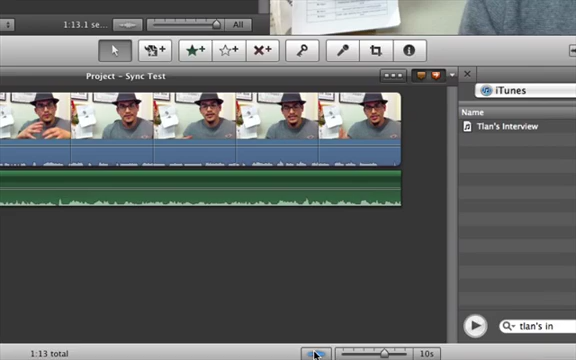 1:13.1 se...
All
Project – Sync Test
iTunes
Name
Tlan's Interview
tlan's in
1:13 total
10s